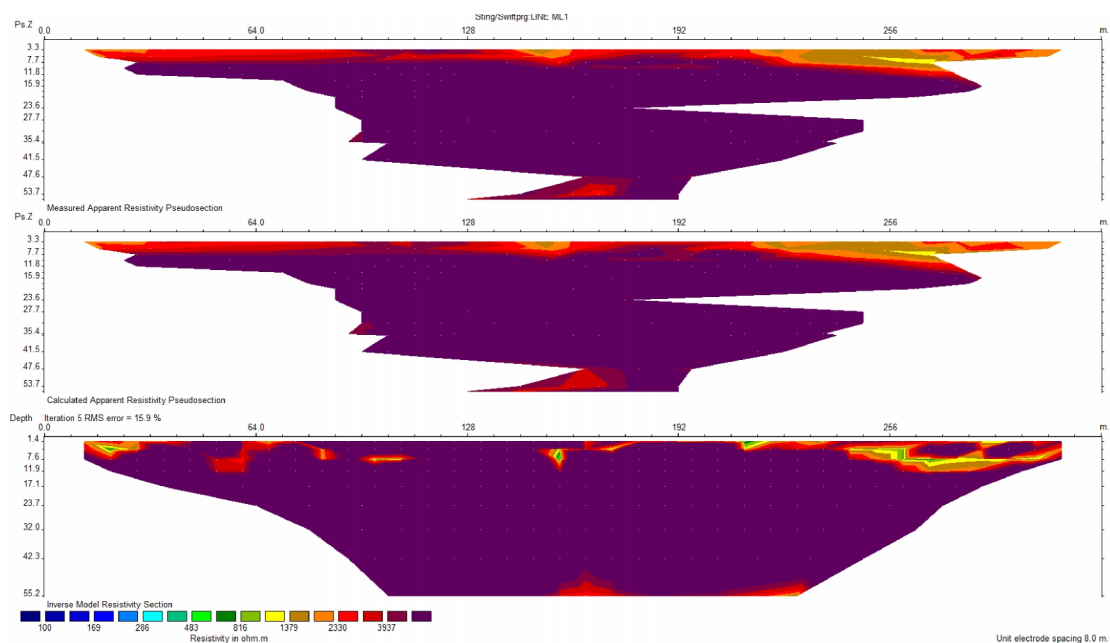 Sting/Swiftprg:LINE ML1
Ps.Z 0.0 64.0 128 192 256 m.
3.3
7.7
11.8
15.9
23.6
27.7
35.4
41.5
47.6
53.7
Measured Apparent Resistivity Pseudosection
Ps.Z 0.0 64.0 128 192 256 m.
3.3
7.7
11.8
15.9
23.6
27.7
35.4
41.5
47.6
53.7
Calculated Apparent Resistivity Pseudosection
Depth Iteration 5 RMS error = 15.9 %
0.0 64.0 128 192 256 m.
1.4
7.6
11.9
17.1
23.7
32.0
42.3
55.2
Inverse Model Resistivity Section
100 169 286 483 816 1379 2330 3937
Resistivity in ohm.m Unit electrode spacing 8.0 m.